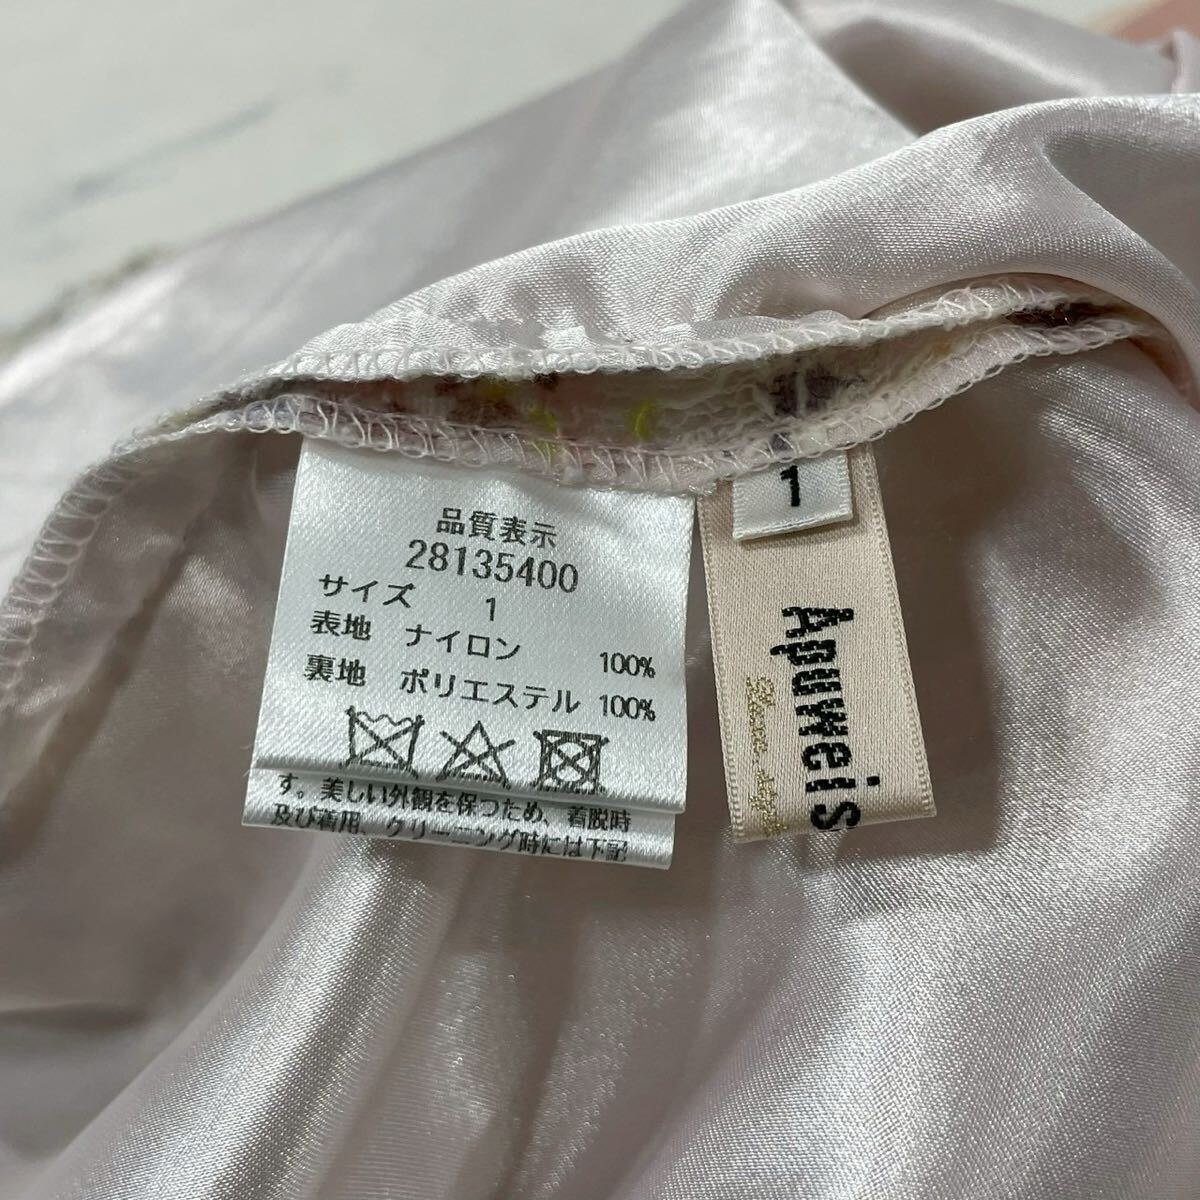 品質表示
28135400
サイズ 1
表地 ナイロン 100%
裏地 ポリエステル 100%
す。美しい外観を保つため、着脱時
及び着用、クリーニング時には下記
1
Apuweis